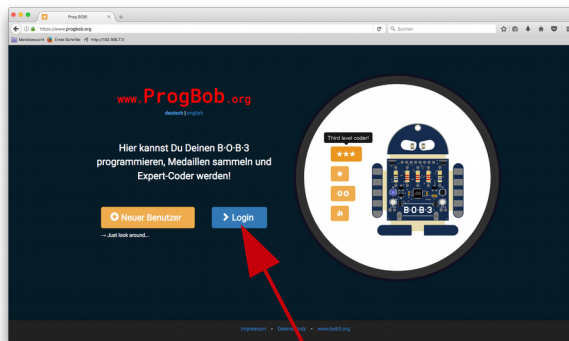 Prog BOB!
https://www.progbob.org
Suchen
Meistbesucht
Erste Schritte
http://192.168.7.1/
www.ProgBob.org
deutsch | english
Third level coder!
Hier kannst Du Deinen B·O·B·3
programmieren, Medaillen sammeln und
Expert-Coder werden!
Neuer Benutzer
Login
→ Just look around...
B·O·B·3
Impressum • Datenschutz • www.bob3.org